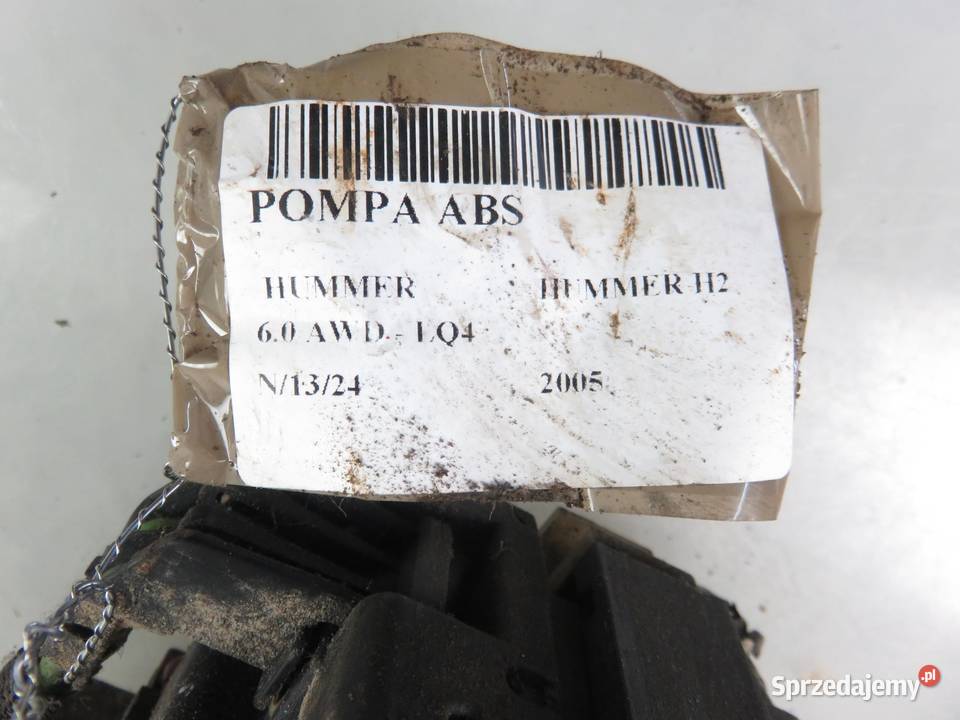 POMPA ABS
HUMMER HUMMER H2
6.0 AWD - LQ4
N/13/24 2005
Sprzedajemy.pl